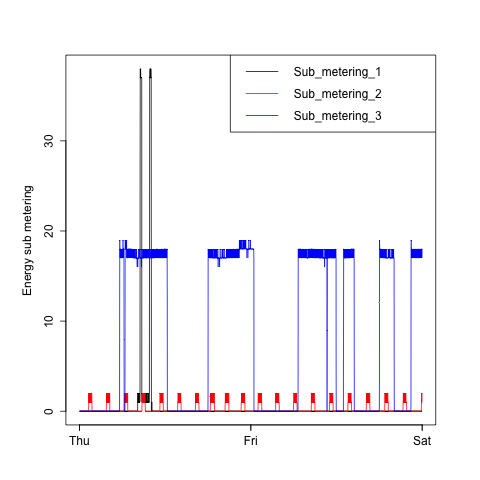 Sub_metering_1
Sub_metering_2
Sub_metering_3
Energy sub metering
30
20
10
0
Thu Fri Sat